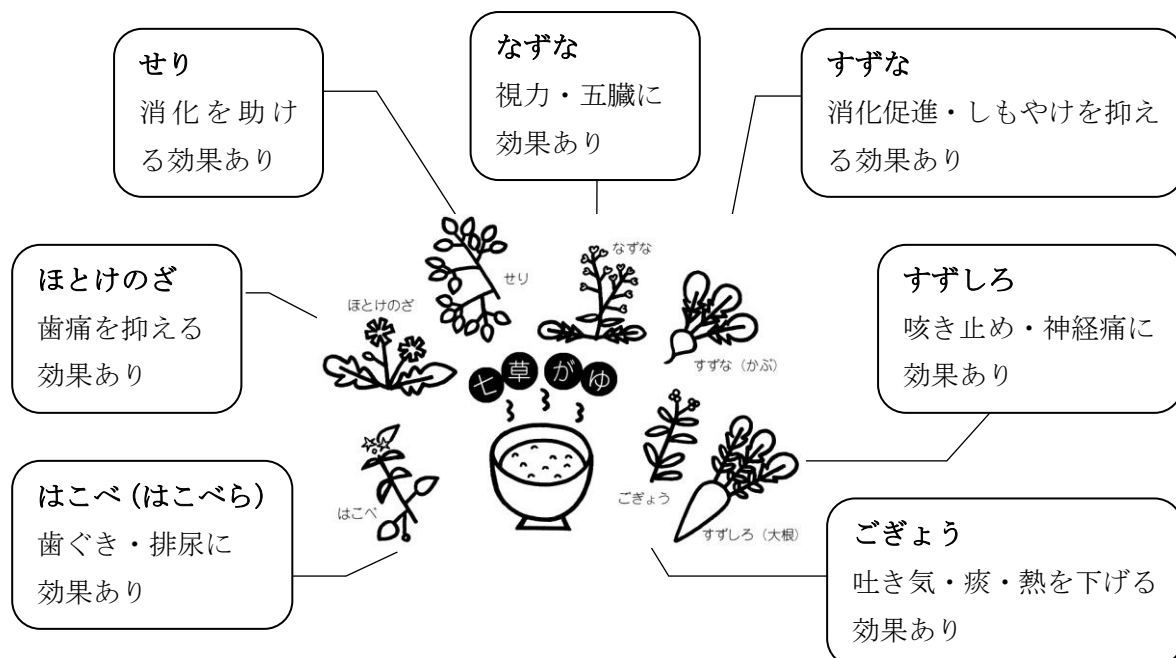 せり
消化を助け
る効果あり
なずな
視力・五臓に
効果あり
すずな
消化促進・しもやけを抑え
る効果あり
ほとけのざ
歯痛を抑える
効果あり
すずしろ
咳き止め・神経痛に
効果あり
はこべ(はこべら)
歯ぐき・排尿に
効果あり
ごぎょう
吐き気・痰・熱を下げる
効果あり
せり
なずな
ほとけのざ
すずな(かぶ)
七草がゆ
はこべ
ごぎょう
すずしろ(大根)